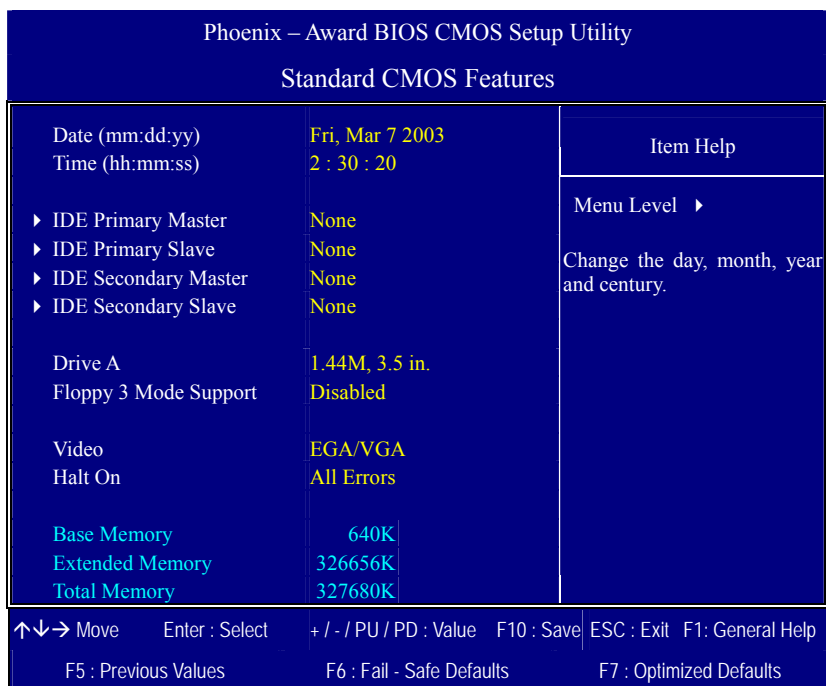 Phoenix – Award BIOS CMOS Setup Utility
Standard CMOS Features
Date (mm:dd:yy) Fri, Mar 7 2003
Time (hh:mm:ss) 2 : 30 : 20
Item Help
IDE Primary Master None
IDE Primary Slave None
IDE Secondary Master None
IDE Secondary Slave None
Menu Level
Change the day, month, year
and century.
Drive A 1.44M, 3.5 in.
Floppy 3 Mode Support Disabled
Video EGA/VGA
Halt On All Errors
Base Memory 640K
Extended Memory 326656K
Total Memory 327680K
↑↓→ Move Enter : Select + / - / PU / PD : Value F10 : Save ESC : Exit F1: General Help
F5 : Previous Values F6 : Fail - Safe Defaults F7 : Optimized Defaults